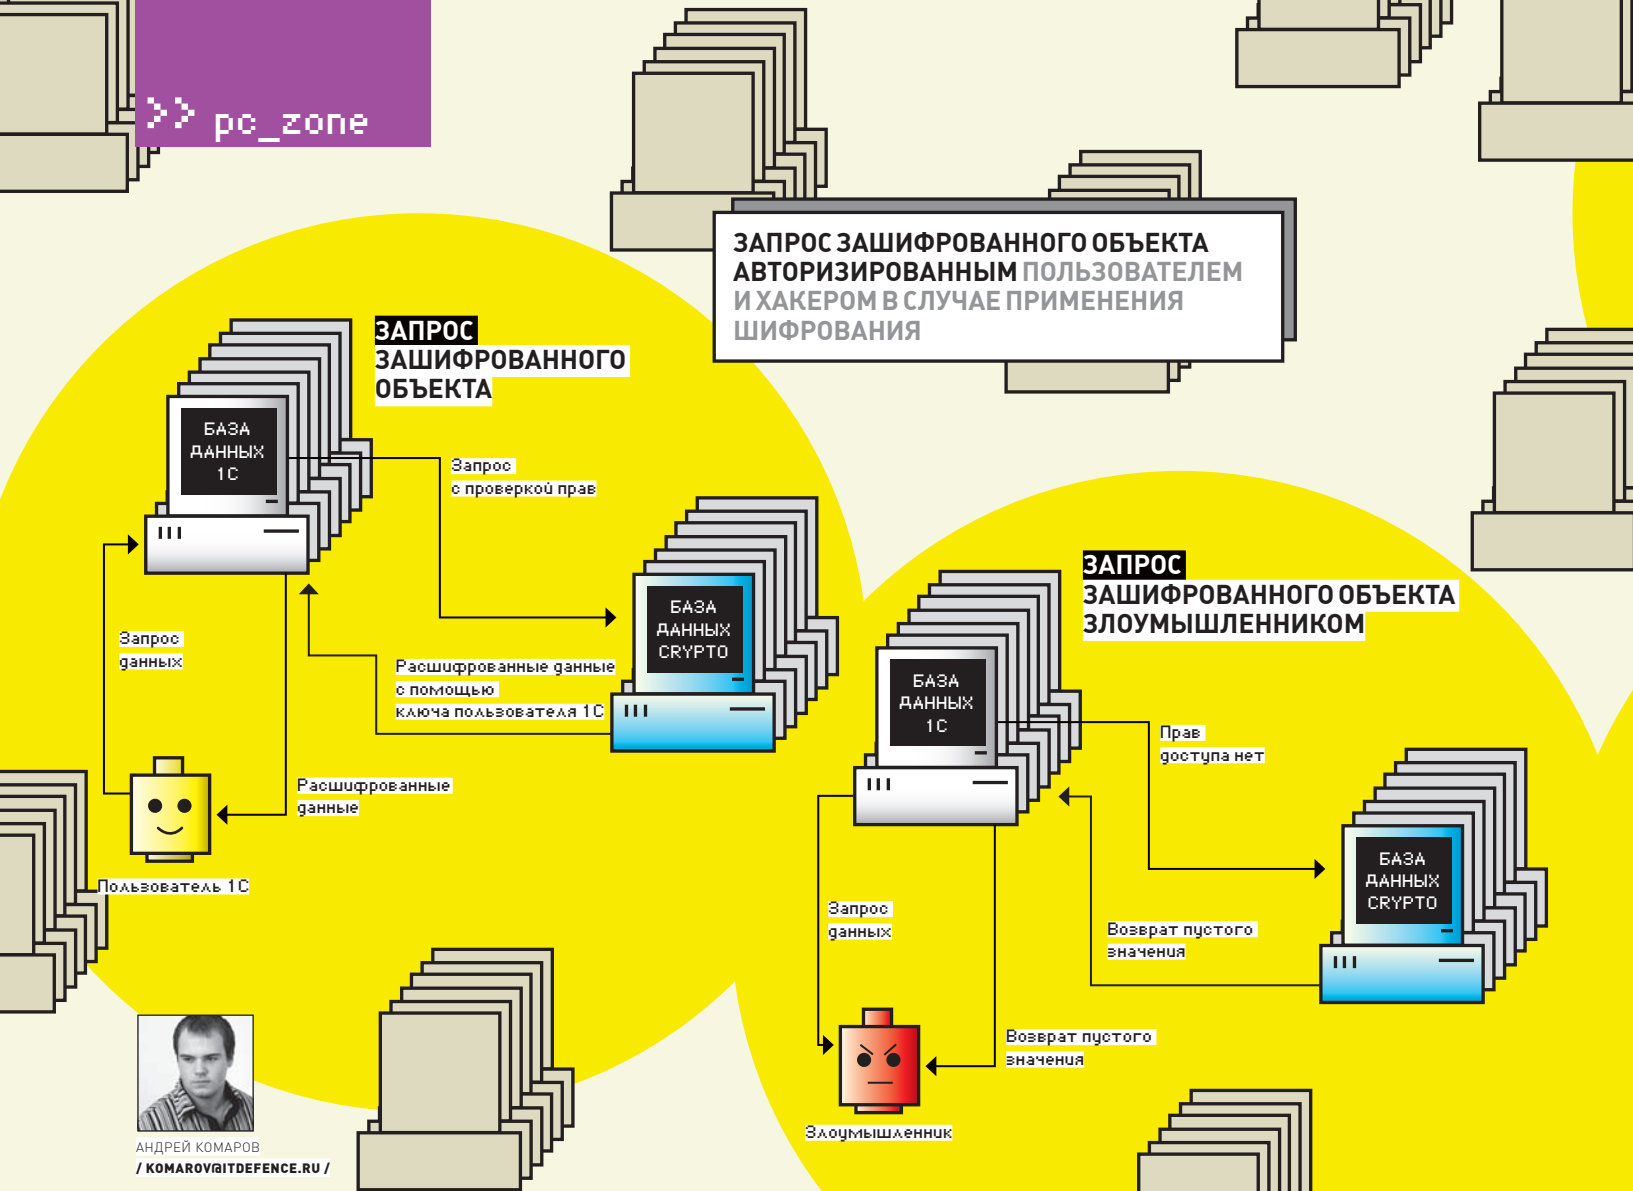 >> pc_zone
ЗАПРОС ЗАШИФРОВАННОГО ОБЪЕКТА
АВТОРИЗИРОВАННЫМ ПОЛЬЗОВАТЕЛЕМ
И ХАКЕРОМ В СЛУЧАЕ ПРИМЕНЕНИЯ
ШИФРОВАНИЯ
ЗАПРОС
ЗАШИФРОВАННОГО
ОБЪЕКТА
БАЗА
ДАННЫХ
1С
Запрос
с проверкой прав
БАЗА
ДАННЫХ
CRYPTO
Запрос
данных
Расшифрованные данные
с помощью
ключа пользователя 1С
Расшифрованные
данные
Пользователь 1С
ЗАПРОС
ЗАШИФРОВАННОГО ОБЪЕКТА
ЗЛОУМЫШЛЕННИКОМ
БАЗА
ДАННЫХ
1С
Прав
доступа нет
БАЗА
ДАННЫХ
CRYPTO
Запрос
данных
Возврат пустого
значения
Возврат пустого
значения
Злоумышленник
АНДРЕЙ КОМАРОВ
/ KOMAROV@ITDEFENCE.RU /